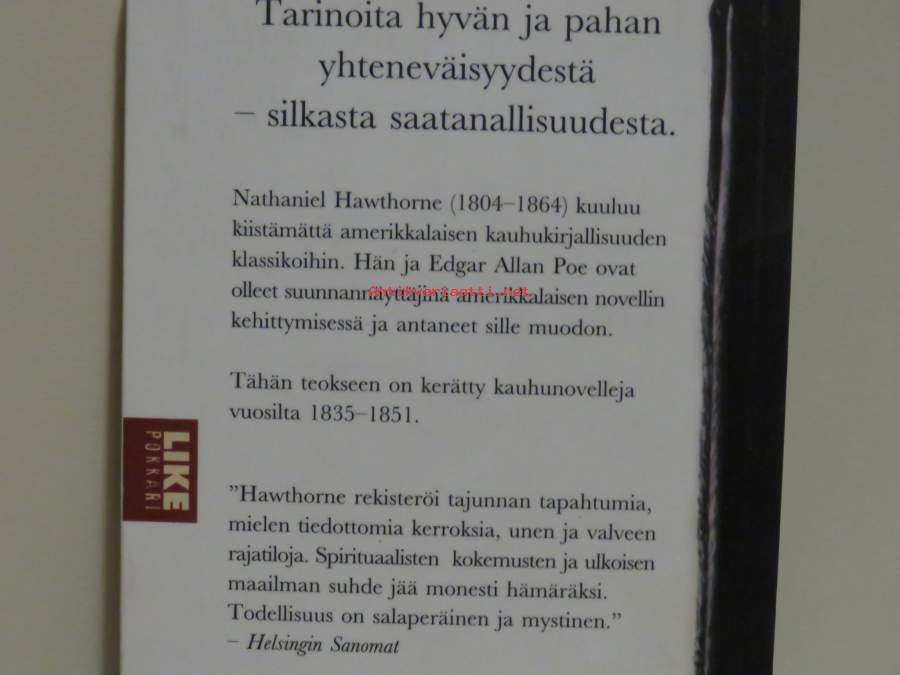 Tarinoita hyvän ja pahan
yhteneväisyydestä
– silkasta saatanallisuudesta.
Nathaniel Hawthorne (1804–1864) kuuluu
kiistämättä amerikkalaisen kauhukirjallisuuden
klassikoihin. Hän ja Edgar Allan Poe ovat
olleet suunnannäyttäjinä amerikkalaisen novellin
kehittymisessä ja antaneet sille muodon.
Tähän teokseen on kerätty kauhunovelleja
vuosilta 1835–1851.
LIKE
POKKARI
”Hawthorne rekisteröi tajunnan tapahtumia,
mielen tiedottomia kerroksia, unen ja valveen
rajatiloja. Spirituaalisten kokemusten ja ulkoisen
maailman suhde jää monesti hämäräksi.
Todellisuus on salaperäinen ja mystinen.”
– Helsingin Sanomat